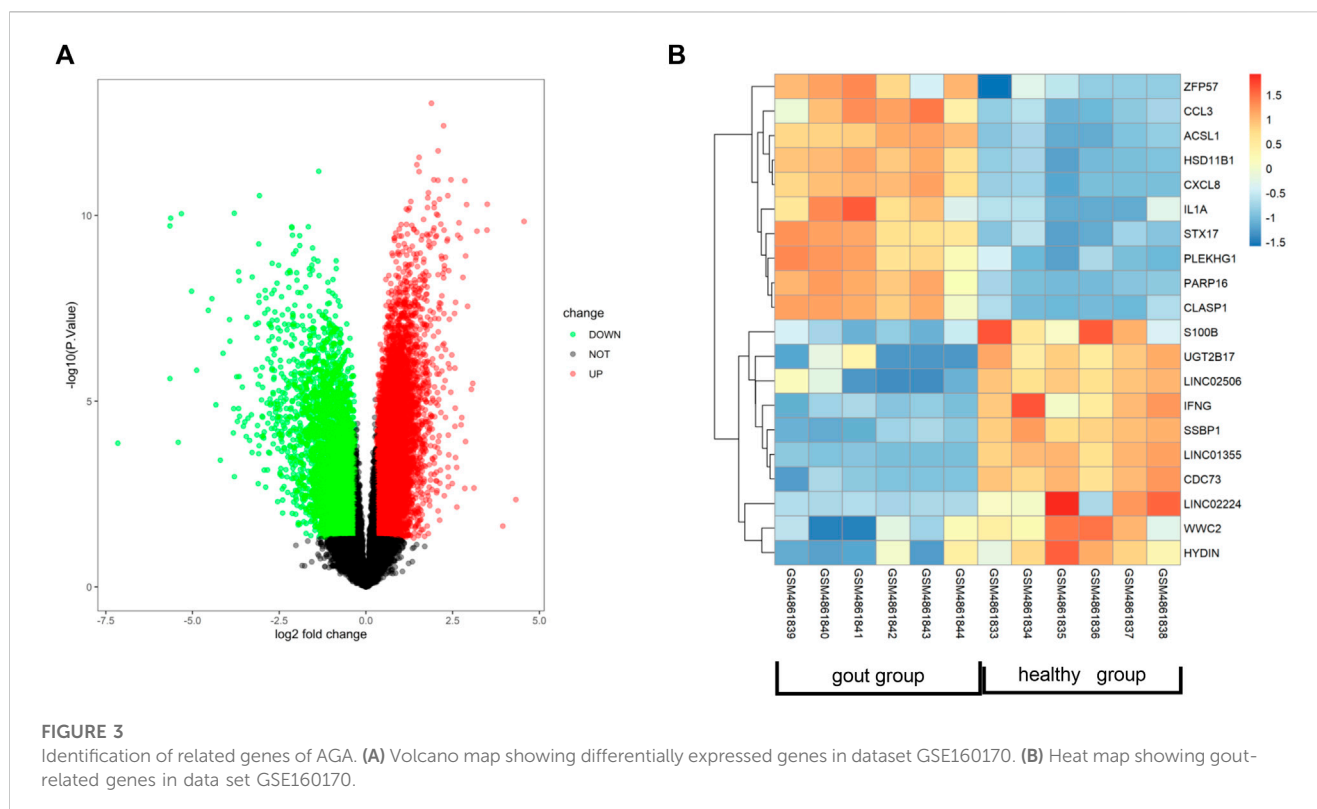 A
10
5
0
-log10(P.Value)
-7.5
-5.0
-2.5
0.0
2.5
5.0
log2 fold change
change
DOWN
NOT
UP
B
ZFP57
CCL3
ACSL1
HSD11B1
CXCL8
IL1A
STX17
PLEKHG1
PARP16
CLASP1
S100B
UGT2B17
LINC02506
IFNG
SSBP1
LINC01355
CDC73
LINC02224
WWC2
HYDIN
1.5
1
0.5
0
-0.5
-1
-1.5
GSM4861839
GSM4861840
GSM4861841
GSM4861842
GSM4861843
GSM4861844
GSM4861833
GSM4861834
GSM4861835
GSM4861836
GSM4861837
GSM4861838
gout group
healthy group
FIGURE 3
Identification of related genes of AGA. (A) Volcano map showing differentially expressed genes in dataset GSE160170. (B) Heat map showing gout-
related genes in data set GSE160170.